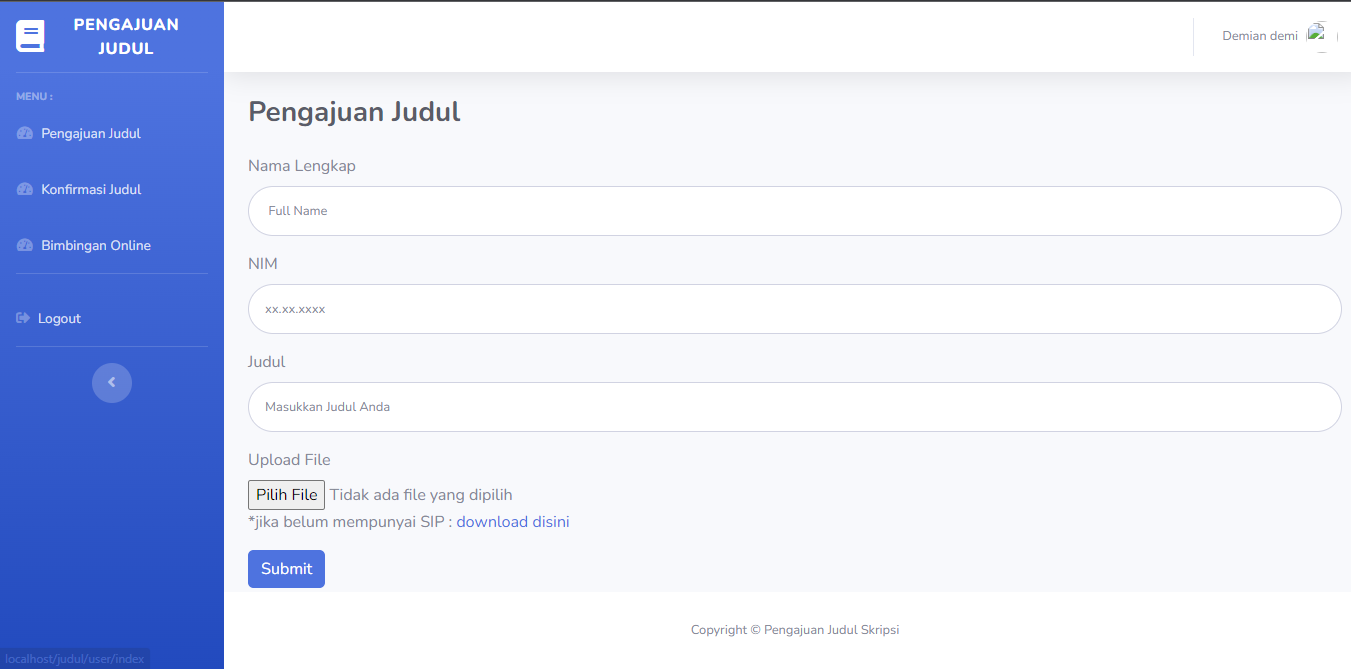 PENGAJUAN
JUDUL
MENU :
Pengajuan Judul
Konfirmasi Judul
Bimbingan Online
Logout
Demian demi
Pengajuan Judul
Nama Lengkap
Full Name
NIM
xx.xx.xxxx
Judul
Masukkan Judul Anda
Upload File
Pilih File Tidak ada file yang dipilih
*jika belum mempunyai SIP : download disini
Submit
Copyright © Pengajuan Judul Skripsi
localhost/judul/user/index